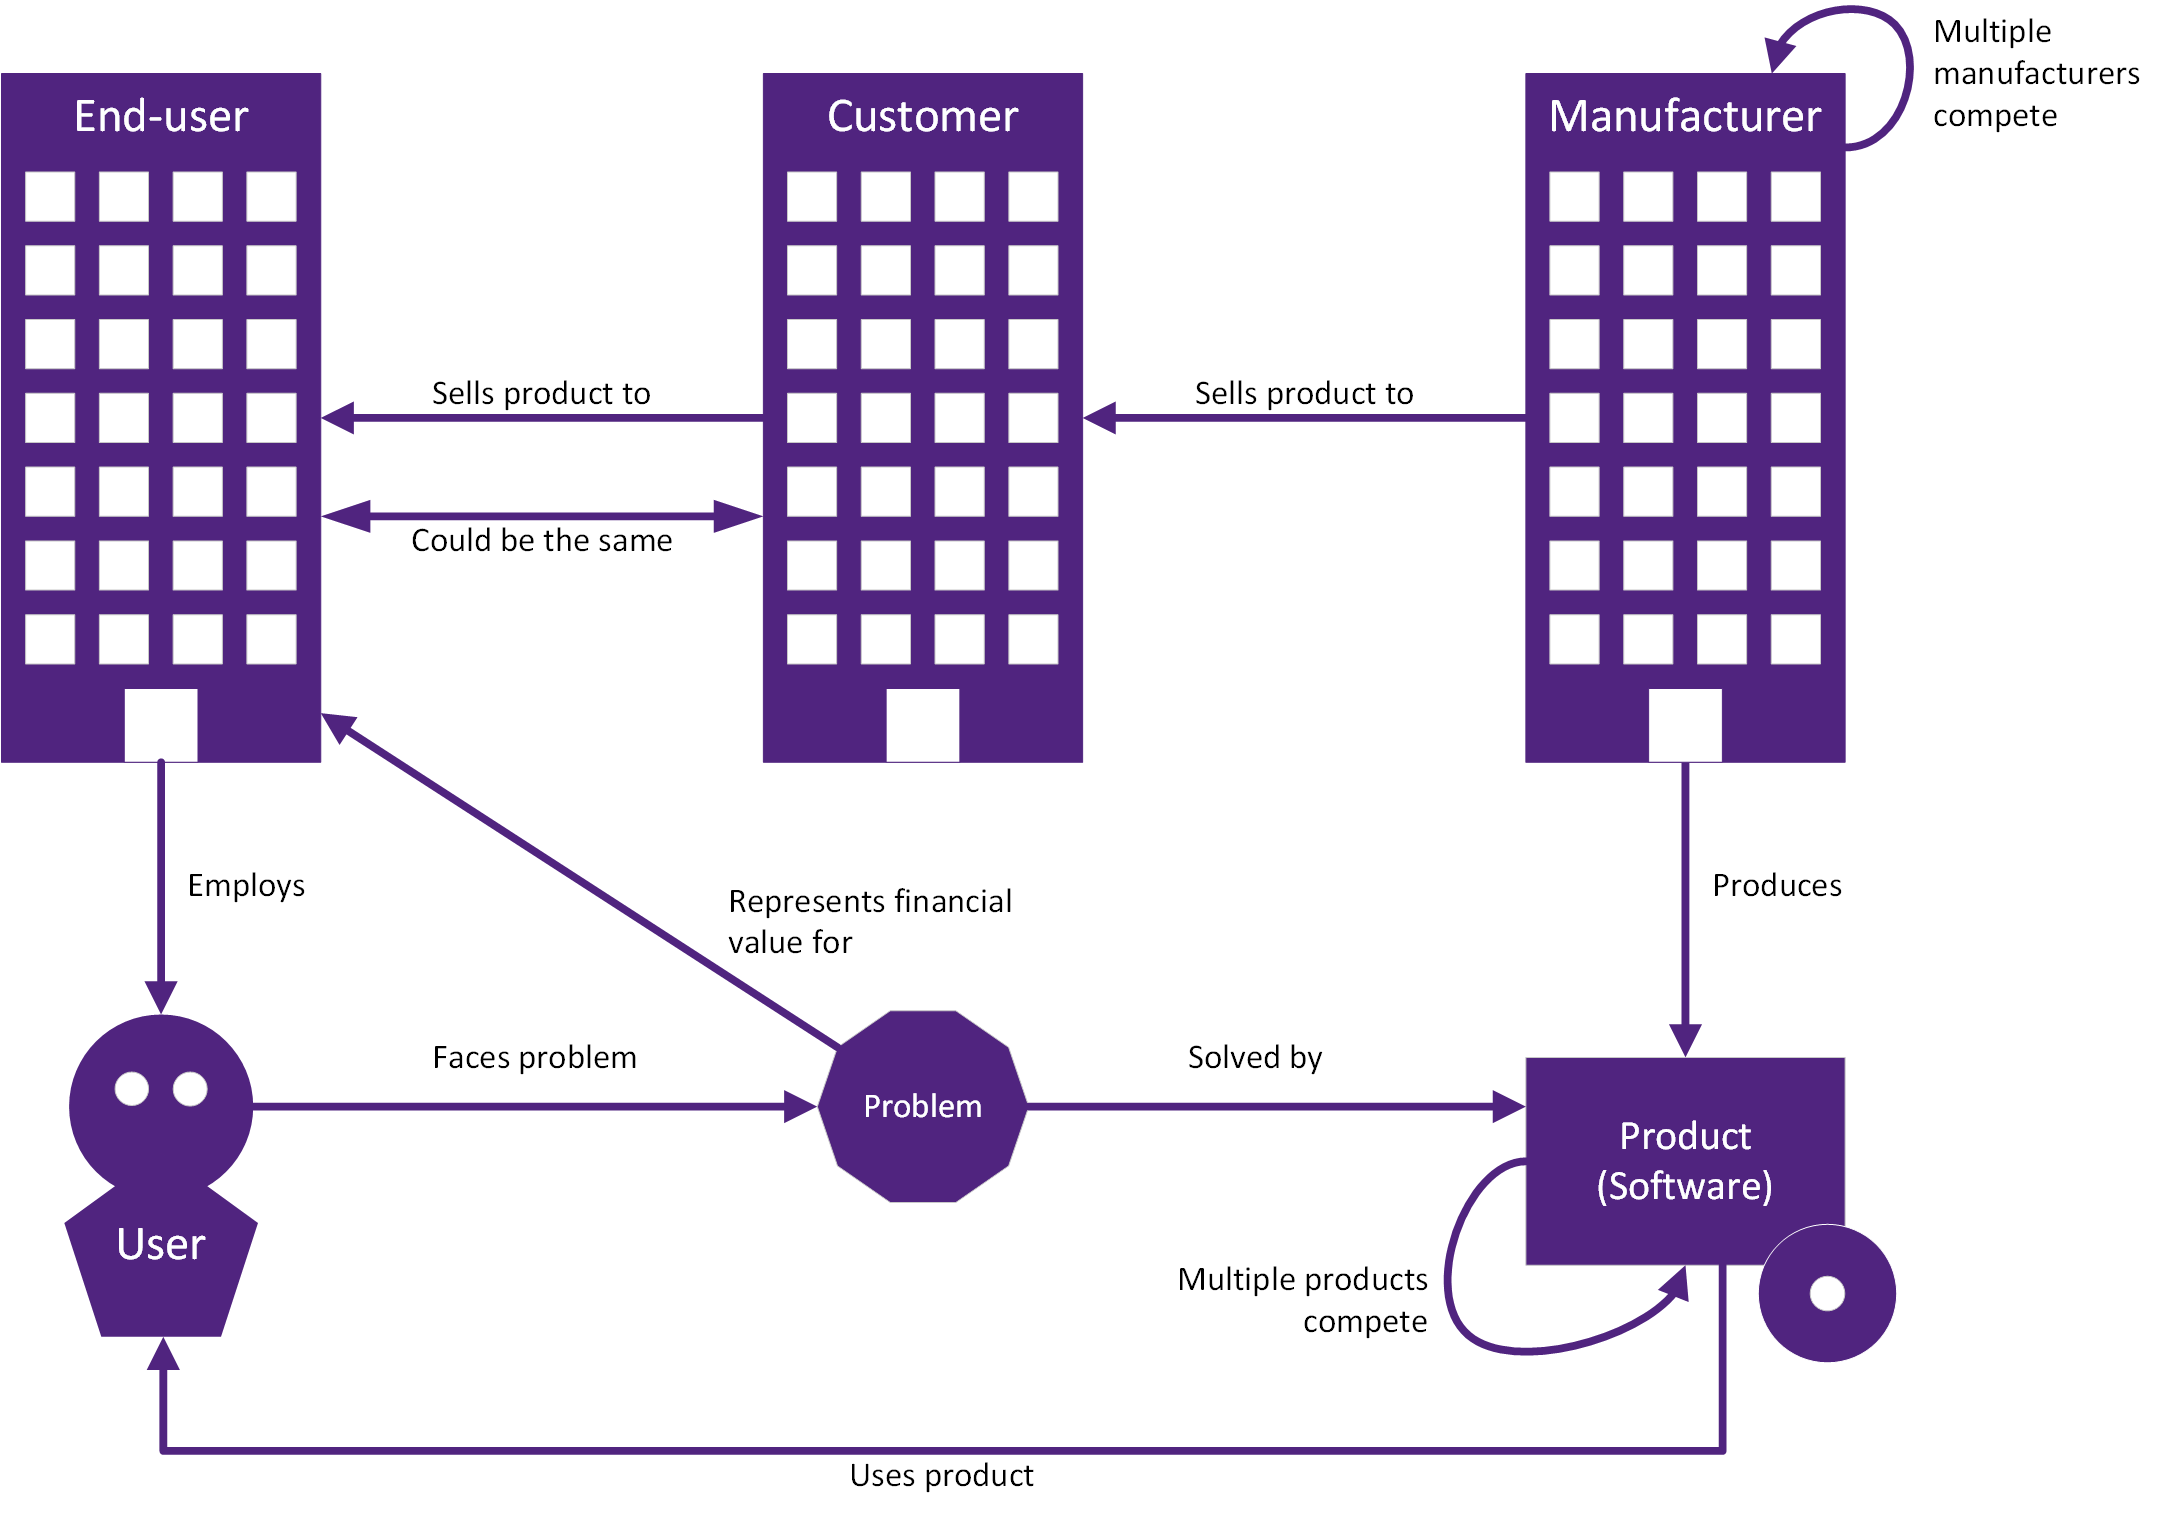 Multiple
manufacturers
compete
End-user
Customer
Manufacturer
Sells product to
Sells product to
Could be the same
Employs
Represents financial
value for
Produces
Faces problem
Problem
Solved by
Product
(Software)
User
Multiple products
compete
Uses product